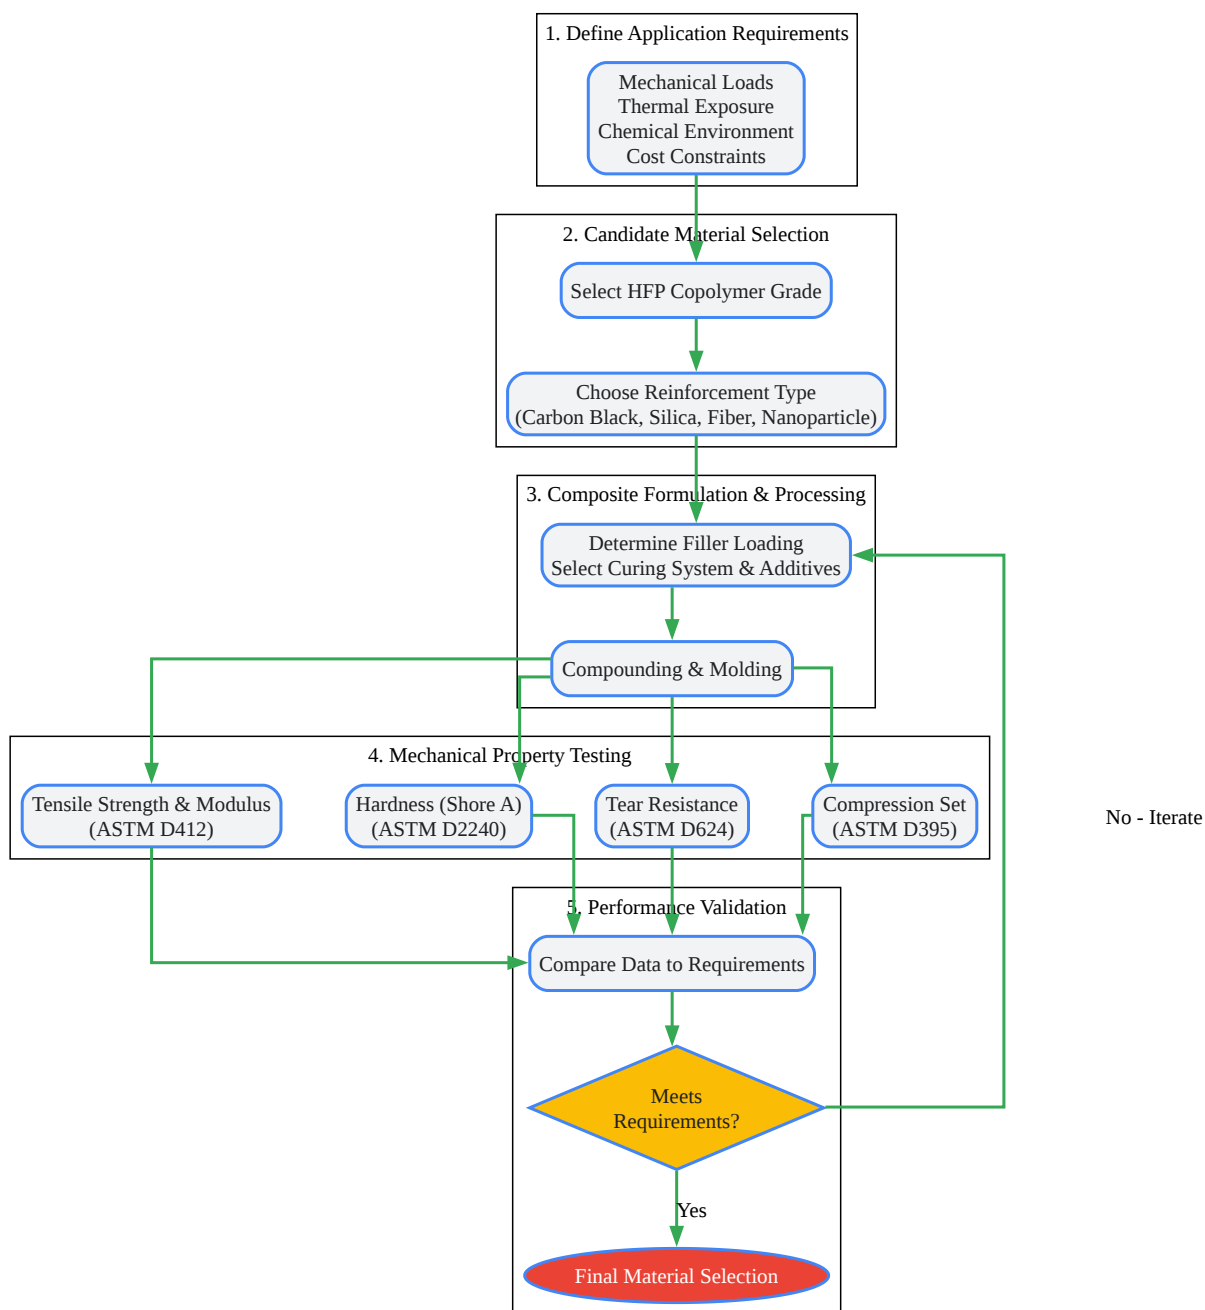 1. Define Application Requirements
Mechanical Loads
Thermal Exposure
Chemical Environment
Cost Constraints
2. Candidate Material Selection
Select HFP Copolymer Grade
Choose Reinforcement Type
(Carbon Black, Silica, Fiber, Nanoparticle)
3. Composite Formulation & Processing
Determine Filler Loading
Select Curing System & Additives
Compounding & Molding
4. Mechanical Property Testing
Tensile Strength & Modulus
(ASTM D412)
Hardness (Shore A)
(ASTM D2240)
Tear Resistance
(ASTM D624)
Compression Set
(ASTM D395)
No - Iterate
5. Performance Validation
Compare Data to Requirements
Meets
Requirements?
Yes
Final Material Selection